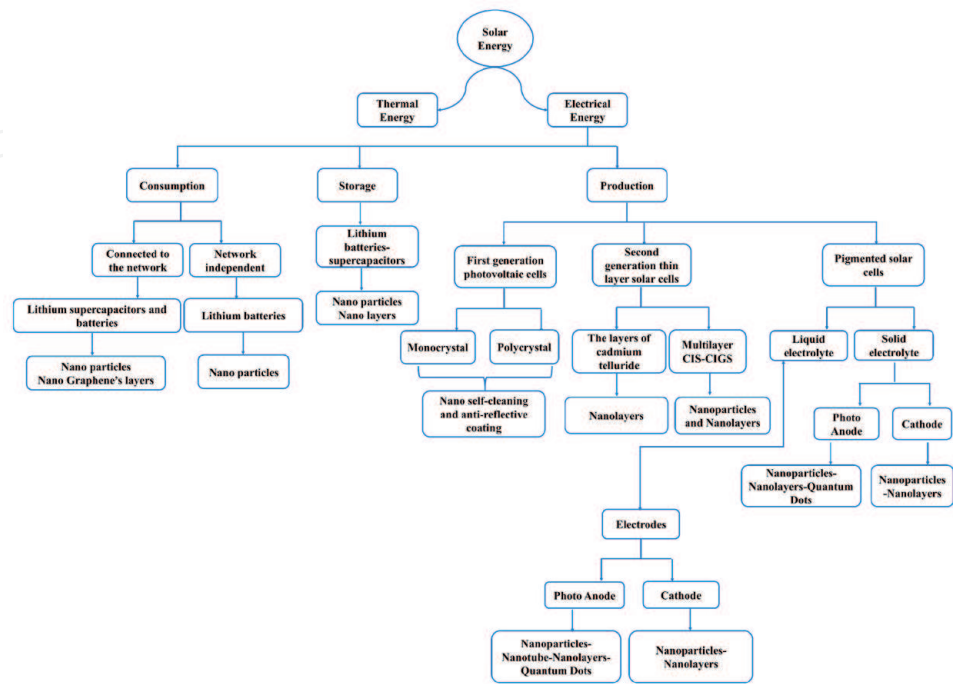 Solar
Energy
Thermal
Energy
Electrical
Energy
Consumption
Storage
Production
Connected to
the network
Network
independent
Lithium
batteries-
supercapacitors
First generation
photovoltaic cells
Second
generation thin
layer solar cells
Pigmented solar
cells
Lithium supercapacitors and
batteries
Lithium batteries
Nano particles
Nano layers
Monocrystal
Polycrystal
The layers of
cadmium
telluride
Multilayer
CIS-CIGS
Liquid
electrolyte
Solid
electrolyte
Nano particles
Nano Graphene's layers
Nano particles
Nano self-cleaning
and anti-reflective
coating
Nanolayers
Nanoparticles
and Nanolayers
Photo
Anode
Cathode
Nanoparticles-
Nanolayers-Quantum
Dots
Nanoparticles
-Nanolayers
Electrodes
Photo Anode
Cathode
Nanoparticles-
Nanotube-Nanolayers-
Quantum Dots
Nanoparticles-
Nanolayers